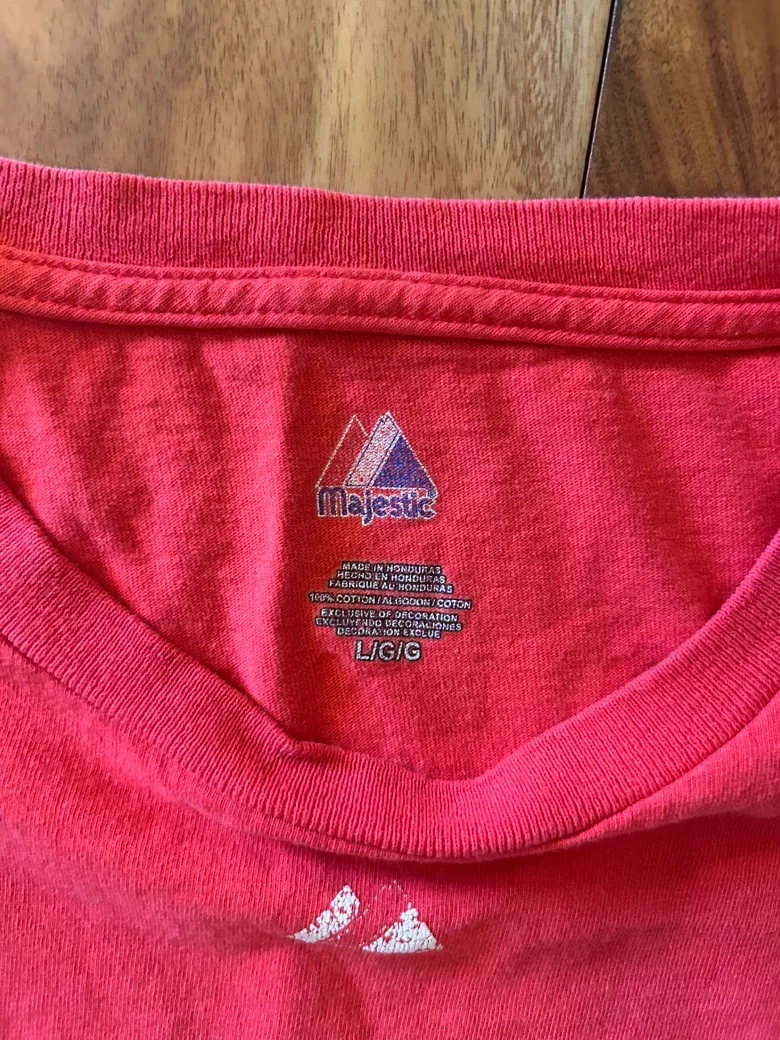 Majestic
MADE IN HONDURAS
HECHO EN HONDURAS
FABRIQUE AU HONDURAS
100% COTTON / ALGODON / COTON
EXCLUSIVE OF DECORATION
EXCLUYENDO DECORACIONES
DECORATION EXCLUE
L/G/G